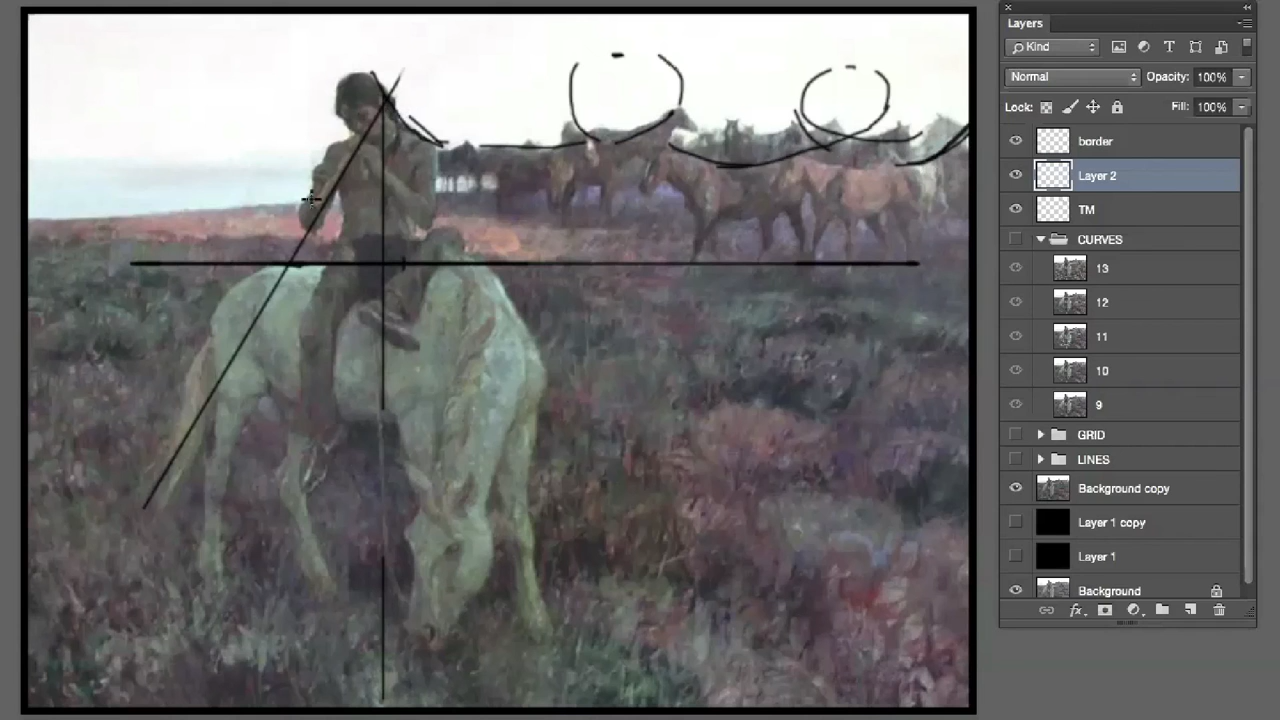 Layers
Kind
Normal Opacity: 100%
Lock: Fill: 100%
border
Layer 2
TM
CURVES
13
12
11
10
9
GRID
LINES
Background copy
Layer 1 copy
Layer 1
Background
fx